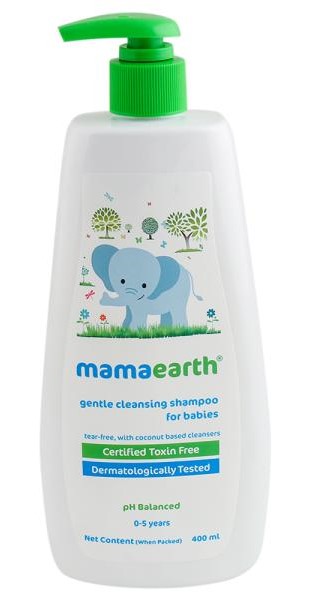 mamaearth®
gentle cleansing shampoo
for babies
tear-free, with coconut based cleansers
Certified Toxin Free
Dermatologically Tested
pH Balanced
0-5 years
Net Content (When Packed) 400 ml